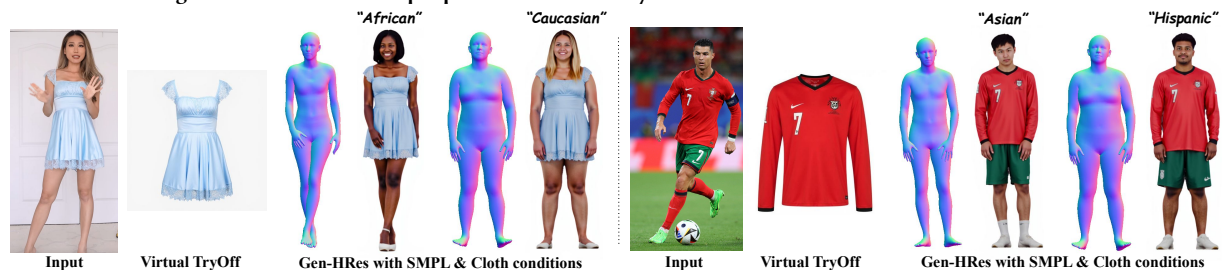 "African"
"Caucasian"
"Asian"
"Hispanic"
7
7
7
7
7
Input
Virtual TryOff
Gen-HRes with SMPL & Cloth conditions
Input
Virtual TryOff
Gen-HRes with SMPL & Cloth conditions